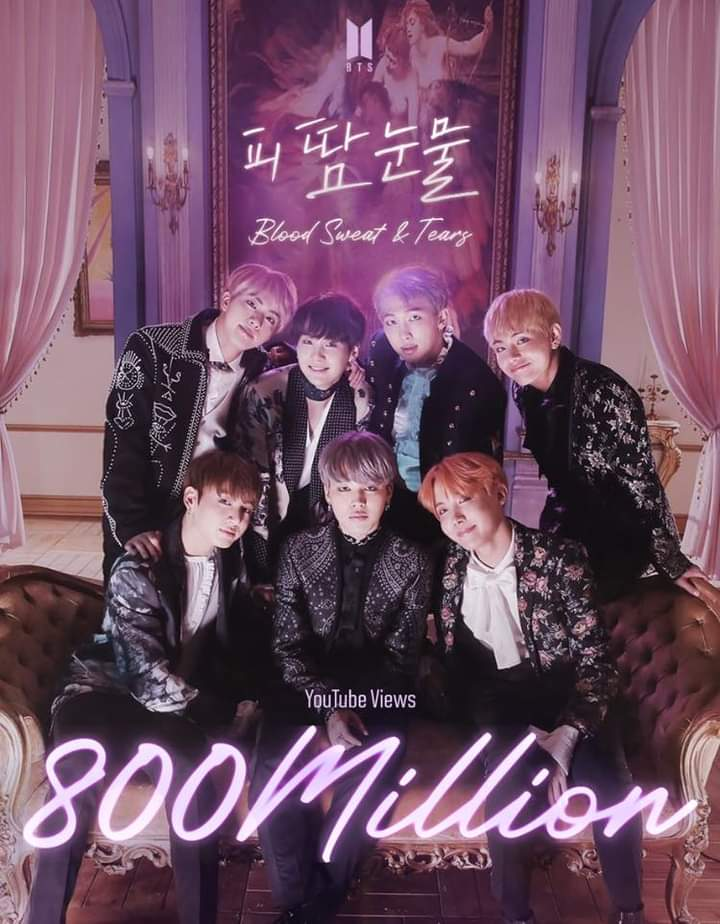 BTS
피 땀 눈물
Blood Sweat & Tears
YouTube Views
800Million